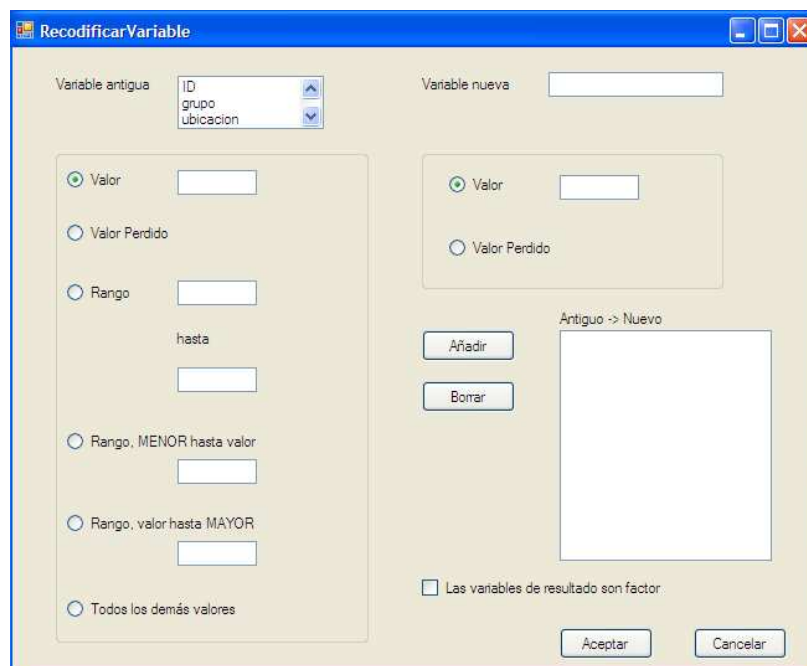 RecodificarVariable
Variable antigua
ID
grupo
ubicacion
Variable nueva
Valor
Valor Perdido
Rango
hasta
Rango, MENOR hasta valor
Rango, valor hasta MAYOR
Todos los demás valores
Valor
Valor Perdido
Antiguo -> Nuevo
Añadir
Borrar
Las variables de resultado son factor
Aceptar
Cancelar